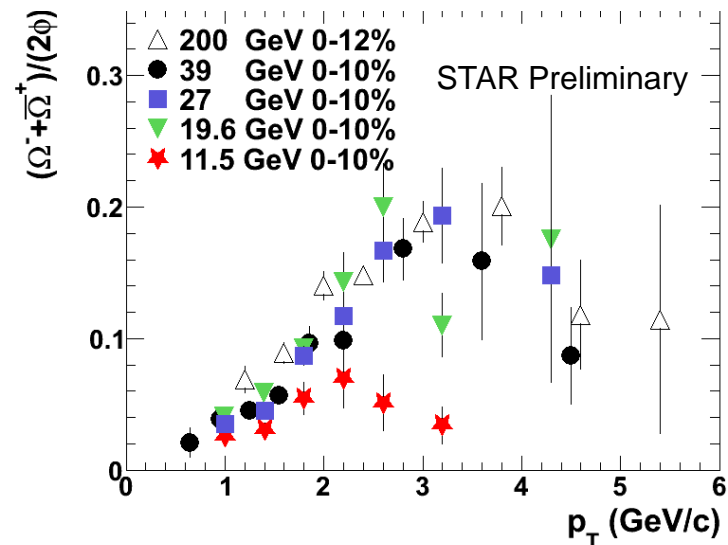 (Ω⁻+Ω̅⁺)/(2φ)
200 GeV 0-12%
39 GeV 0-10%
27 GeV 0-10%
19.6 GeV 0-10%
11.5 GeV 0-10%
STAR Preliminary
0.3
0.2
0.1
0
0 1 2 3 4 5 6
p_T (GeV/c)